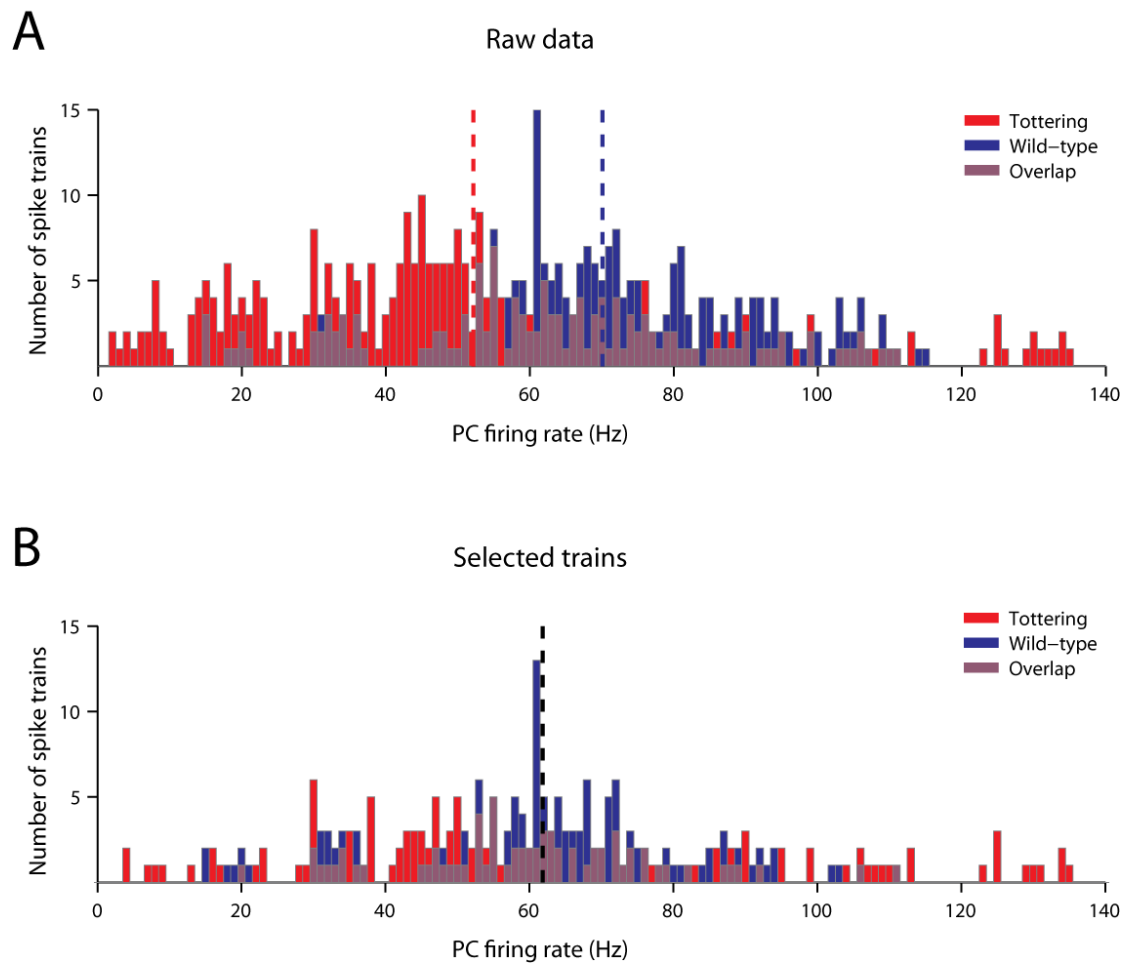 A
Raw data
15
10
5
Number of spike trains
Tottering
Wild−type
Overlap
0 20 40 60 80 100 120 140
PC firing rate (Hz)
B
Selected trains
15
10
5
Number of spike trains
Tottering
Wild−type
Overlap
0 20 40 60 80 100 120 140
PC firing rate (Hz)